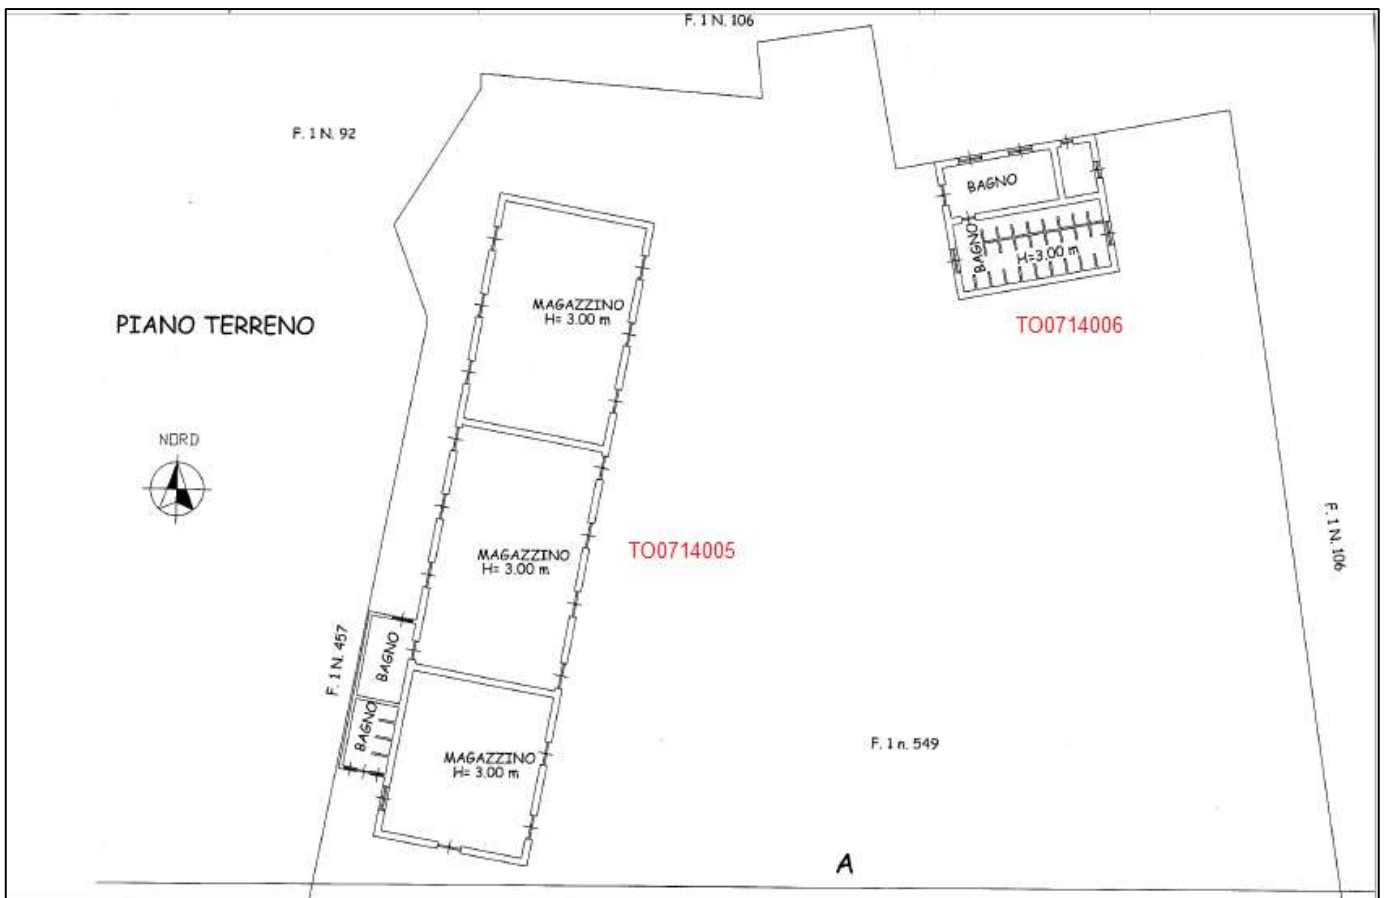 F. 1 N. 106
F. 1 N. 92
BAGNO
BAGNO
H=3.00 m
MAGAZZINO
H= 3.00 m
PIANO TERRENO
TO0714006
NORD
F. 1 N. 106
MAGAZZINO
H= 3.00 m
TO0714005
F. 1 N. 457
BAGNO
BAGNO
F. 1 n. 549
MAGAZZINO
H= 3.00 m
A